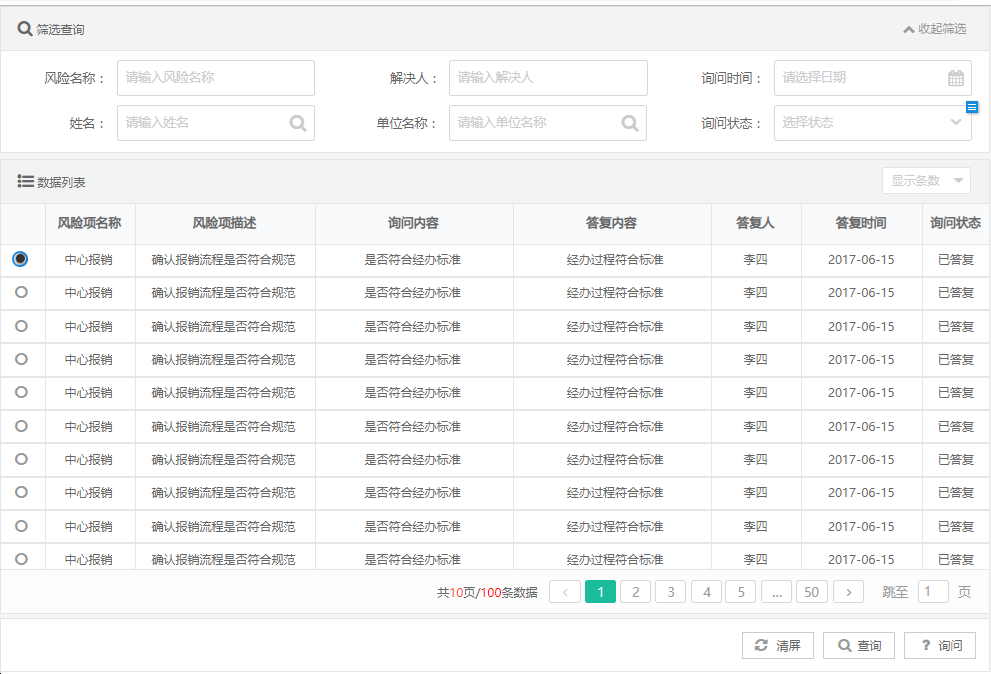 筛选查询 收起筛选
风险名称： 请输入风险名称 解决人： 请输入解决人 询问时间： 请选择日期
姓名： 请输入姓名 单位名称： 请输入单位名称 询问状态： 选择状态
数据列表 显示条数
风险项名称 风险项描述 询问内容 答复内容 答复人 答复时间 询问状态
中心报销 确认报销流程是否符合规范 是否符合经办标准 经办过程符合标准 李四 2017-06-15 已答复
中心报销 确认报销流程是否符合规范 是否符合经办标准 经办过程符合标准 李四 2017-06-15 已答复
中心报销 确认报销流程是否符合规范 是否符合经办标准 经办过程符合标准 李四 2017-06-15 已答复
中心报销 确认报销流程是否符合规范 是否符合经办标准 经办过程符合标准 李四 2017-06-15 已答复
中心报销 确认报销流程是否符合规范 是否符合经办标准 经办过程符合标准 李四 2017-06-15 已答复
中心报销 确认报销流程是否符合规范 是否符合经办标准 经办过程符合标准 李四 2017-06-15 已答复
中心报销 确认报销流程是否符合规范 是否符合经办标准 经办过程符合标准 李四 2017-06-15 已答复
中心报销 确认报销流程是否符合规范 是否符合经办标准 经办过程符合标准 李四 2017-06-15 已答复
中心报销 确认报销流程是否符合规范 是否符合经办标准 经办过程符合标准 李四 2017-06-15 已答复
中心报销 确认报销流程是否符合规范 是否符合经办标准 经办过程符合标准 李四 2017-06-15 已答复
共10页/100条数据 < 1 2 3 4 5 ... 50 > 跳至 1 页
清屏 查询 ? 询问